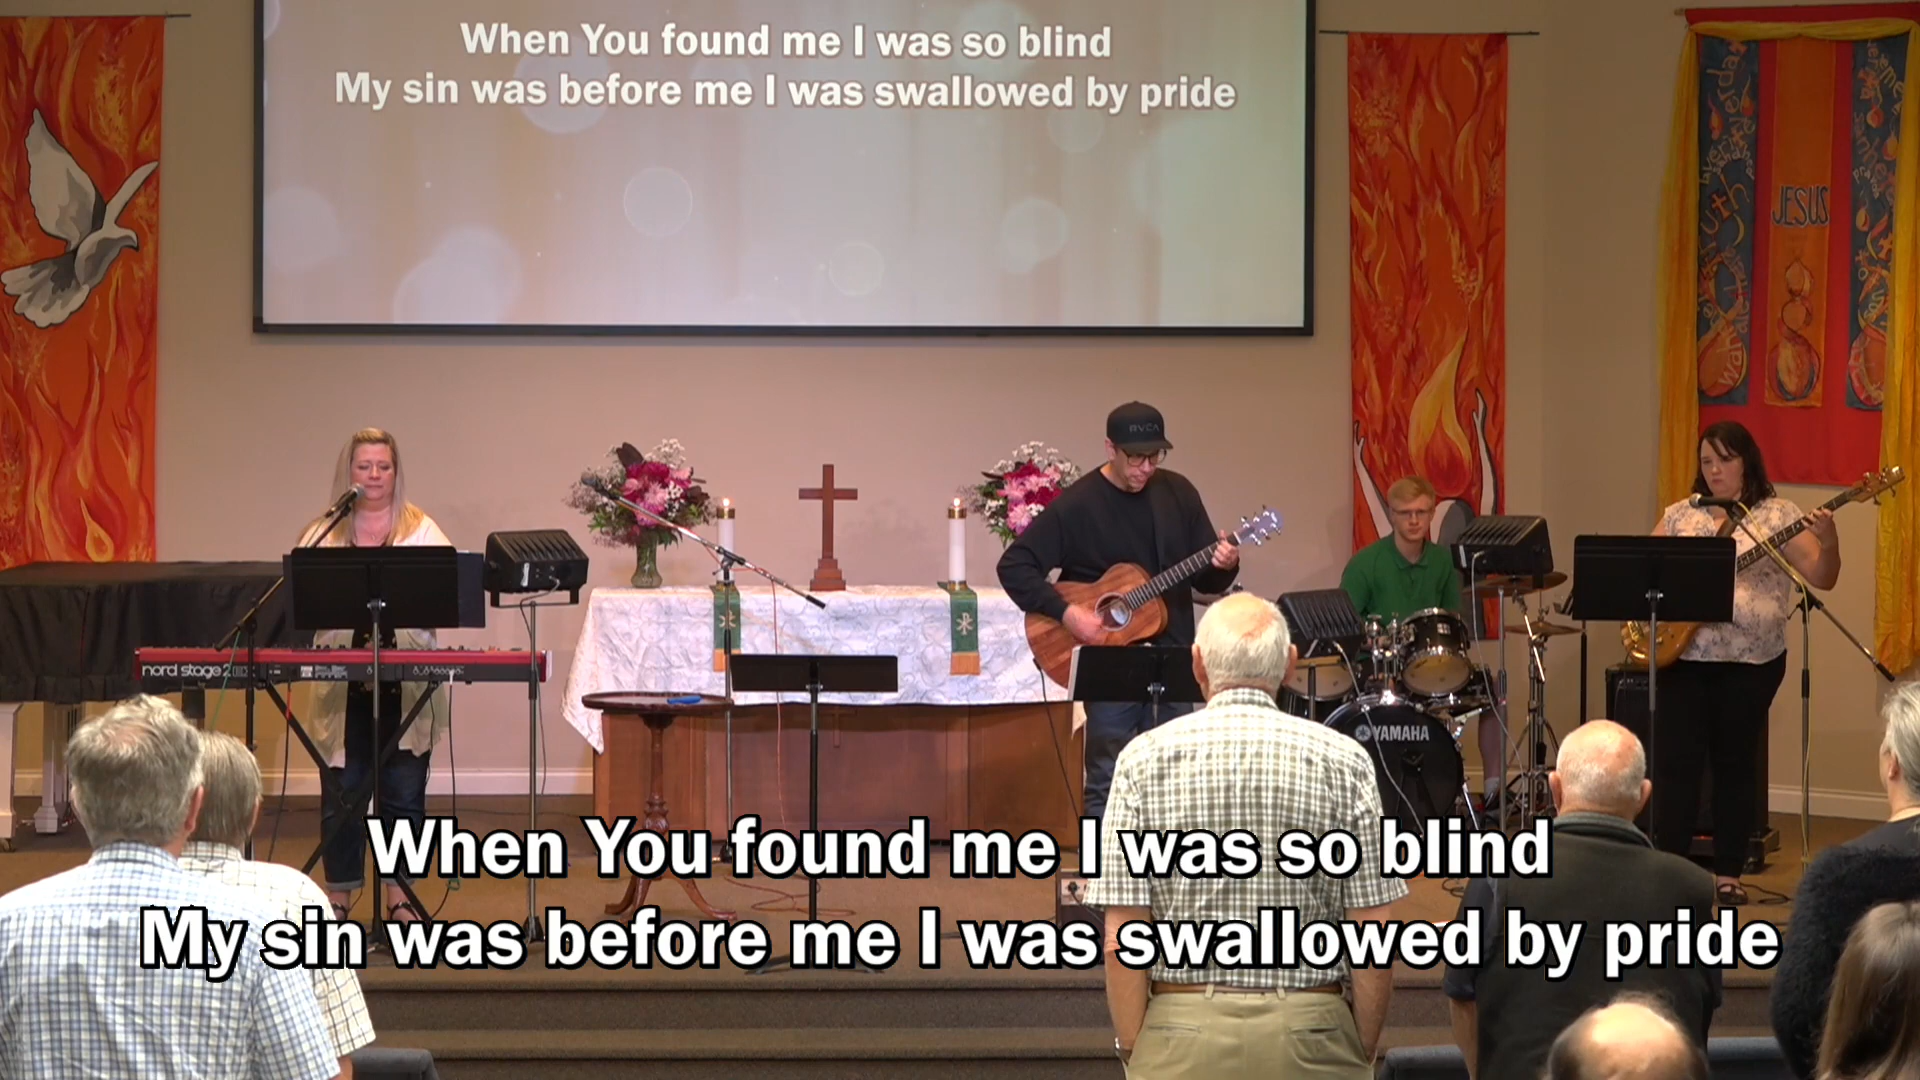 When You found me I was so blind
My sin was before me I was swallowed by pride
JESUS
truth
RVCA
nord stage 2 EX
YAMAHA
When You found me I was so blind
My sin was before me I was swallowed by pride